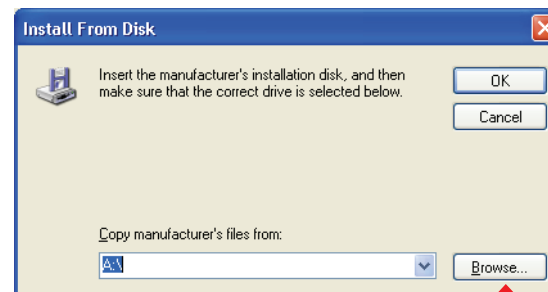 Install From Disk
Insert the manufacturer's installation disk, and then
make sure that the correct drive is selected below.
OK
Cancel
Copy manufacturer's files from:
A:\
Browse...